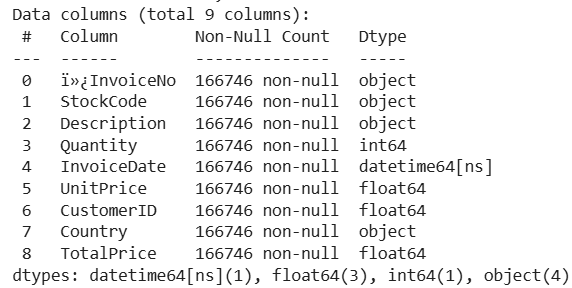 Data columns (total 9 columns):
 #   Column       Non-Null Count   Dtype
---  ------       --------------   -----
 0   ï»¿InvoiceNo  166746 non-null  object
 1   StockCode    166746 non-null  object
 2   Description  166746 non-null  object
 3   Quantity     166746 non-null  int64
 4   InvoiceDate  166746 non-null  datetime64[ns]
 5   UnitPrice    166746 non-null  float64
 6   CustomerID   166746 non-null  float64
 7   Country      166746 non-null  object
 8   TotalPrice   166746 non-null  float64
dtypes: datetime64[ns](1), float64(3), int64(1), object(4)